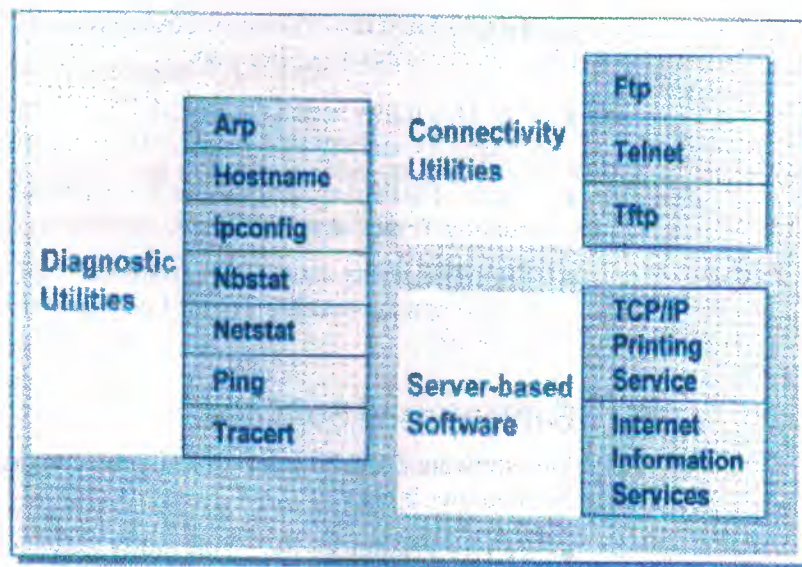 Diagnostic
Utilities
Arp
Hostname
Ipconfig
Nbstat
Netstat
Ping
Tracert
Connectivity
Utilities
Ftp
Telnet
Tftp
Server-based
Software
TCP/IP
Printing
Service
Internet
Information
Services